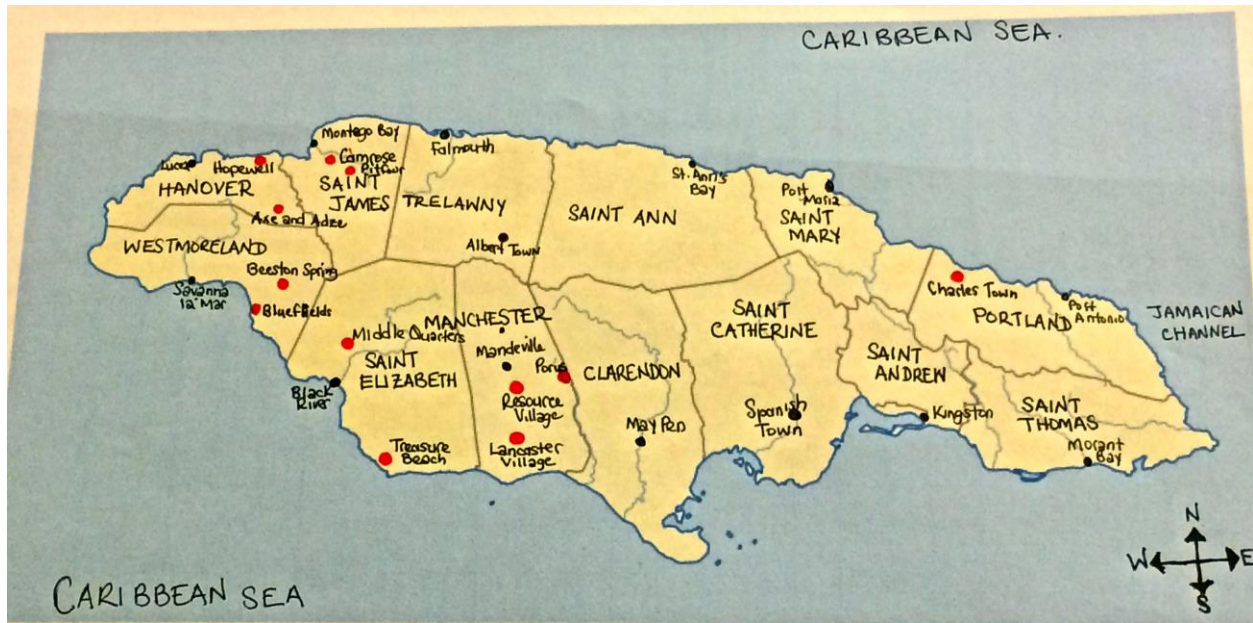 CARIBBEAN SEA.
Montego Bay
Falmouth
Lucea
Hopewell
Camrose
Pitfour
HANOVER
SAINT
JAMES
TRELAWNY
St. Ann's
Bay
SAINT ANN
Port
Maria
SAINT
MARY
Axe and Adze
WESTMORELAND
Albert Town
Beeston Spring
Savanna
la' Mar
Bluefields
Charles Town
Port
Antonio
PORTLAND
JAMAICAN
CHANNEL
MANCHESTER
Middle Quarters
Mandeville
SAINT
ELIZABETH
Porus
CLARENDON
SAINT
CATHERINE
SAINT
ANDREW
Black
River
Resource
Village
May Pen
Spanish
Town
Kingston
SAINT
THOMAS
Morant
Bay
Treasure
Beach
Lancaster
Village
CARIBBEAN SEA
N
W
E
S